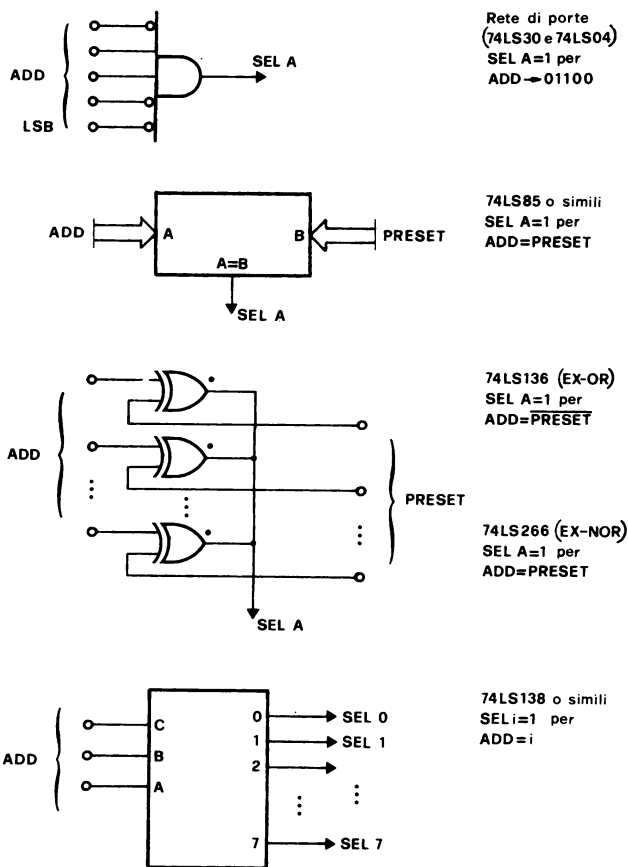 Rete di porte
(74LS30 e 74LS04)
SEL A=1 per
ADD→01100
ADD
SEL A
LSB
74LS85 o simili
SEL A=1 per
ADD=PRESET
ADD
A
B
PRESET
A=B
SEL A
74LS136 (EX-OR)
SEL A=1 per
ADD=PRESET
ADD
PRESET
74LS266 (EX-NOR)
SEL A=1 per
ADD=PRESET
SEL A
74LS138 o simili
SELi=1 per
ADD=i
ADD
C
B
A
0
1
2
7
SEL 0
SEL 1
SEL 7